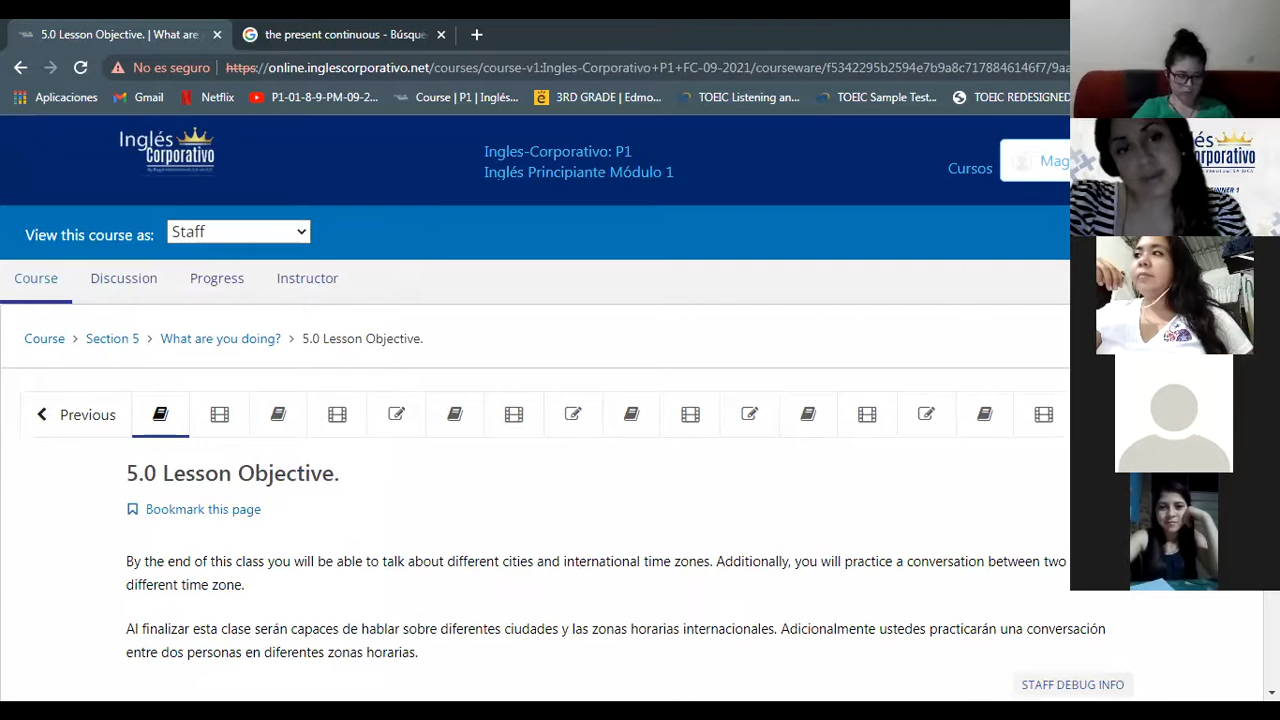 5.0 Lesson Objective. | What are
the present continuous - Búsque
No es seguro
https://online.inglescorporativo.net/courses/course-v1:Ingles-Corporativo+P1+FC-09-2021/courseware/f5342295b2594e7b9a8c7178846146f7/9aa
Aplicaciones
Gmail
Netflix
P1-01-8-9-PM-09-2...
Course | P1 | Inglés...
3RD GRADE | Edmo...
TOEIC Listening an...
TOEIC Sample Test...
TOEIC REDESIGNED
Inglés
Corporativo
Ingles-Corporativo: P1
Inglés Principiante Módulo 1
Cursos
Mag
View this course as:
Staff
Course
Discussion
Progress
Instructor
Course > Section 5 > What are you doing? > 5.0 Lesson Objective.
Previous
5.0 Lesson Objective.
Bookmark this page
By the end of this class you will be able to talk about different cities and international time zones. Additionally, you will practice a conversation between two
different time zone.
Al finalizar esta clase serán capaces de hablar sobre diferentes ciudades y las zonas horarias internacionales. Adicionalmente ustedes practicarán una conversación
entre dos personas en diferentes zonas horarias.
STAFF DEBUG INFO